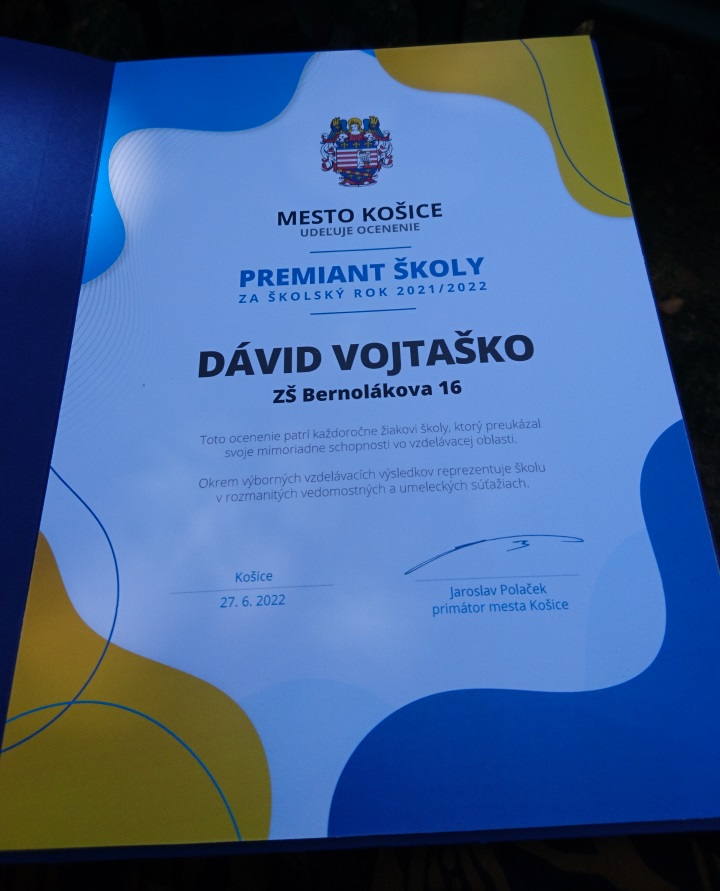 MESTO KOŠICE
UDEĽUJE OCENENIE
PREMIANT ŠKOLY
ZA ŠKOLSKÝ ROK 2021/2022
DÁVID VOJTAŠKO
ZŠ Bernolákova 16
Toto ocenenie patrí každoročne žiakovi školy, ktorý preukázal
svoje mimoriadne schopnosti vo vzdelávacej oblasti.
Okrem výborných vzdelávacích výsledkov reprezentuje školu
v rozmanitých vedomostných a umeleckých súťažiach.
Košice
27. 6. 2022
Jaroslav Polaček
primátor mesta Košice